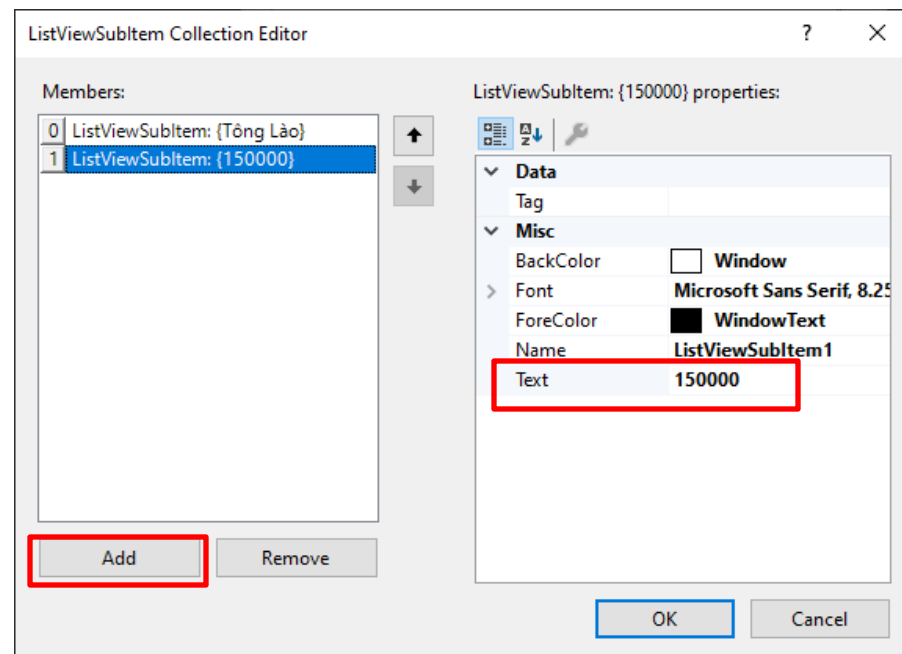 ListViewSubItem Collection Editor
?
Members:
0 ListViewSubItem: {Tông Lào}
1 ListViewSubItem: {150000}
Add
Remove
ListViewSubItem: {150000} properties:
Data
Tag
Misc
BackColor Window
Font Microsoft Sans Serif, 8.25
ForeColor WindowText
Name ListViewSubItem1
Text 150000
OK
Cancel